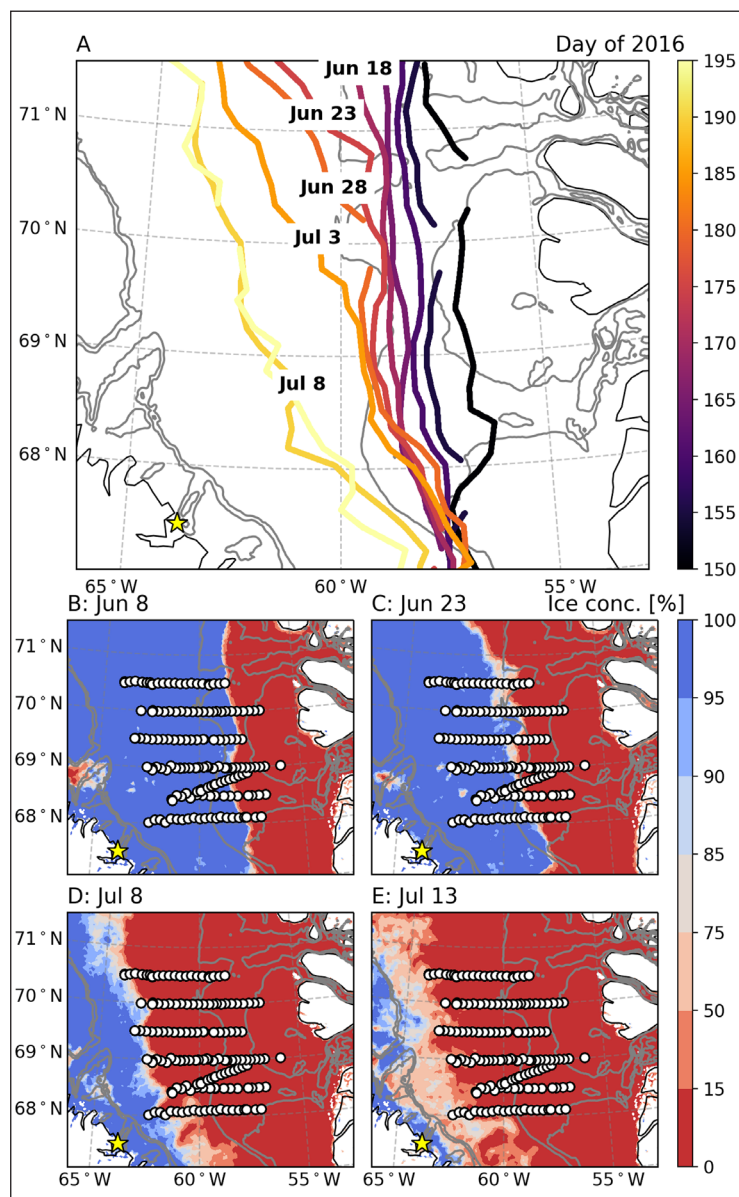 A
Day of 2016
Jun 18
Jun 23
Jun 28
Jul 3
Jul 8
71°N
70°N
69°N
68°N
65°W
60°W
55°W
195
190
185
180
175
170
165
160
155
150
B: Jun 8
C: Jun 23
Ice conc. [%]
71°N
70°N
69°N
68°N
100
95
90
85
75
50
15
0
D: Jul 8
E: Jul 13
71°N
70°N
69°N
68°N
65°W
60°W
55°W
65°W
60°W
55°W